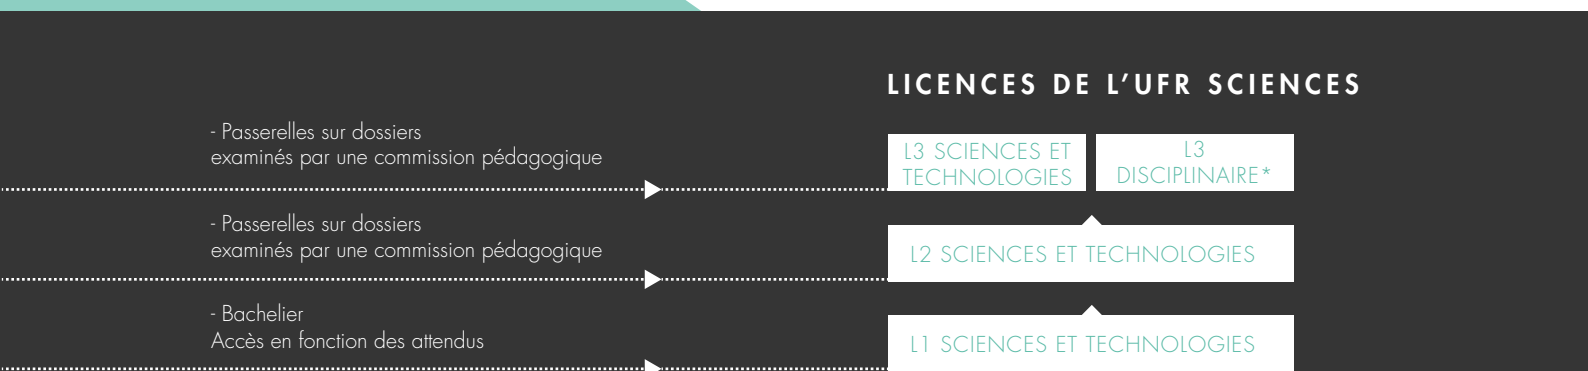 LICENCES DE L’UFR SCIENCES
- Passerelles sur dossiers
examinés par une commission pédagogique
L3 SCIENCES ET
TECHNOLOGIES
L3
DISCIPLINAIRE*
- Passerelles sur dossiers
examinés par une commission pédagogique
L2 SCIENCES ET TECHNOLOGIES
- Bachelier
Accès en fonction des attendus
L1 SCIENCES ET TECHNOLOGIES